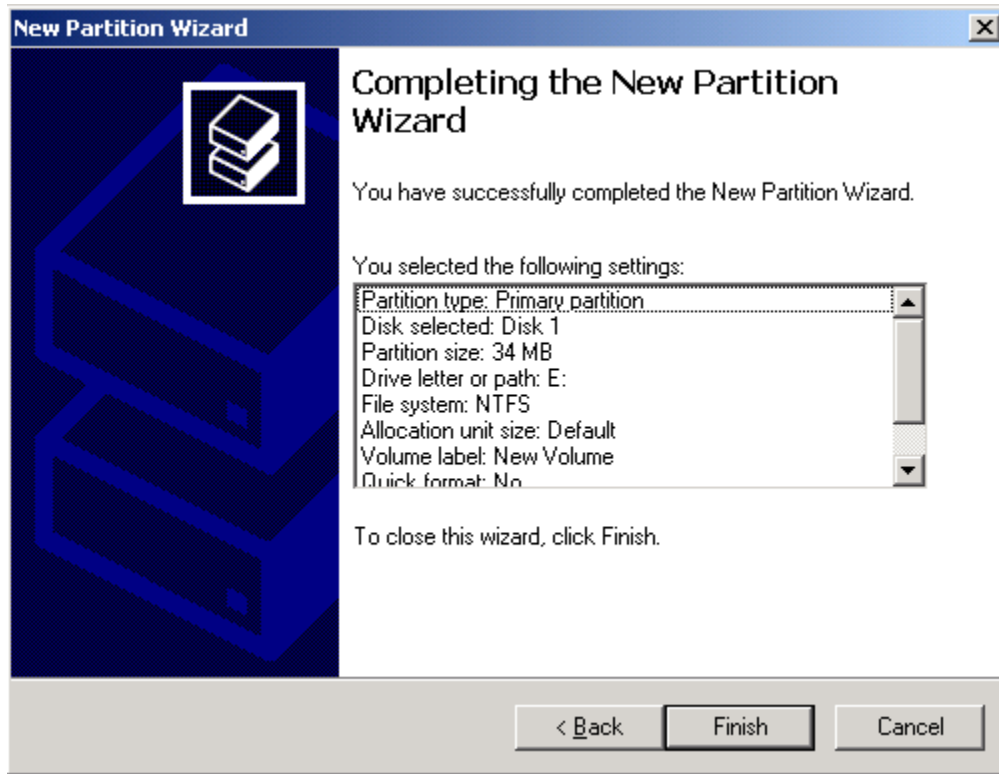 New Partition Wizard
Completing the New Partition
Wizard
You have successfully completed the New Partition Wizard.
You selected the following settings:
Partition type: Primary partition
Disk selected: Disk 1
Partition size: 34 MB
Drive letter or path: E:
File system: NTFS
Allocation unit size: Default
Volume label: New Volume
Quick format: No
To close this wizard, click Finish.
< Back Finish Cancel